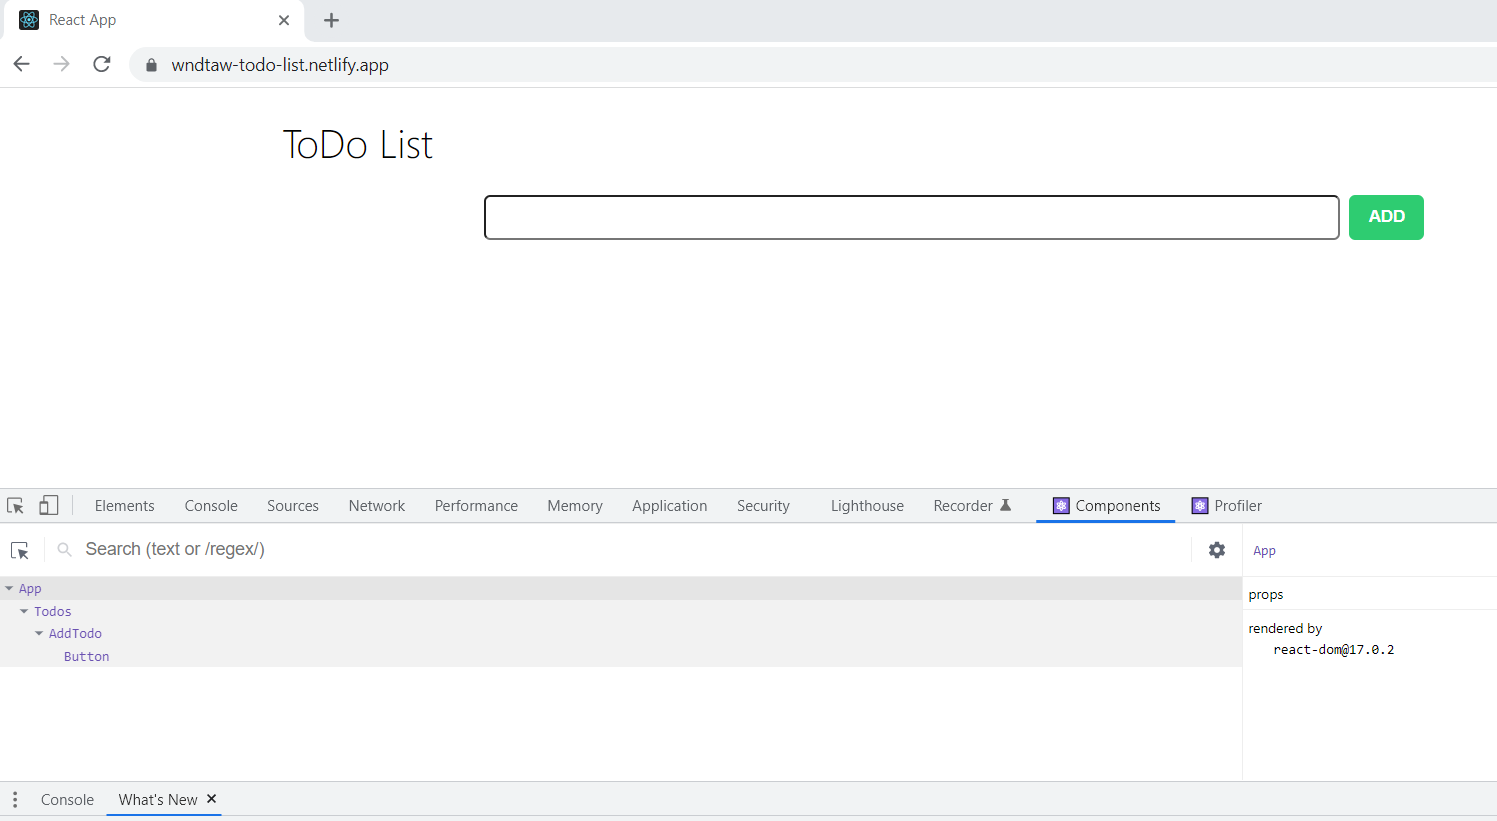 React App
wndtaw-todo-list.netlify.app
ToDo List
ADD
Elements Console Sources Network Performance Memory Application Security Lighthouse Recorder Components Profiler
Search (text or /regex/)
App
App
Todos
AddTodo
Button
props
rendered by
react-dom@17.0.2
Console What's New